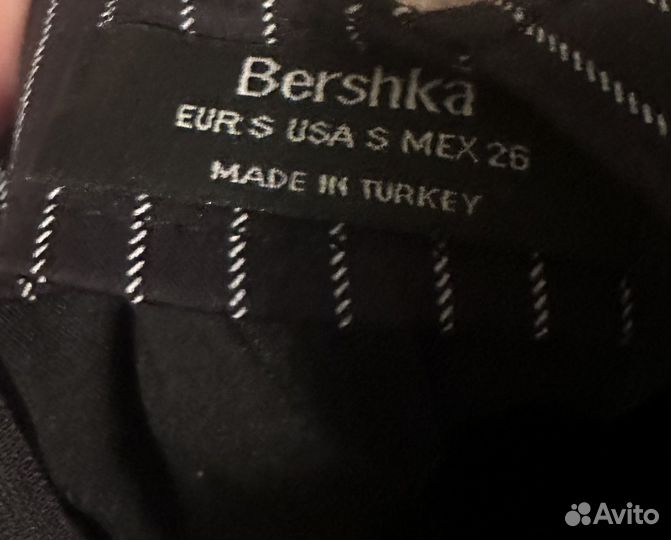 Bershka
EUR S USA S MEX 26
MADE IN TURKEY
Avito